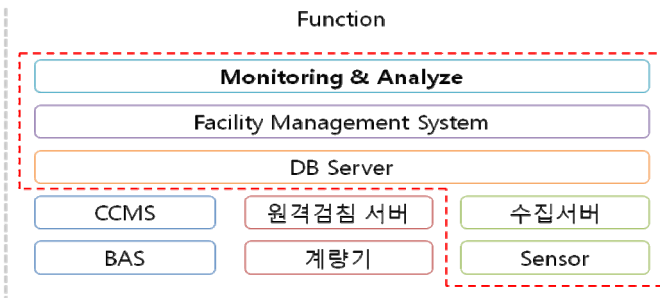 Function
Monitoring & Analyze
Facility Management System
DB Server
CCMS 원격검침 서버 수집서버
BAS 계량기 Sensor